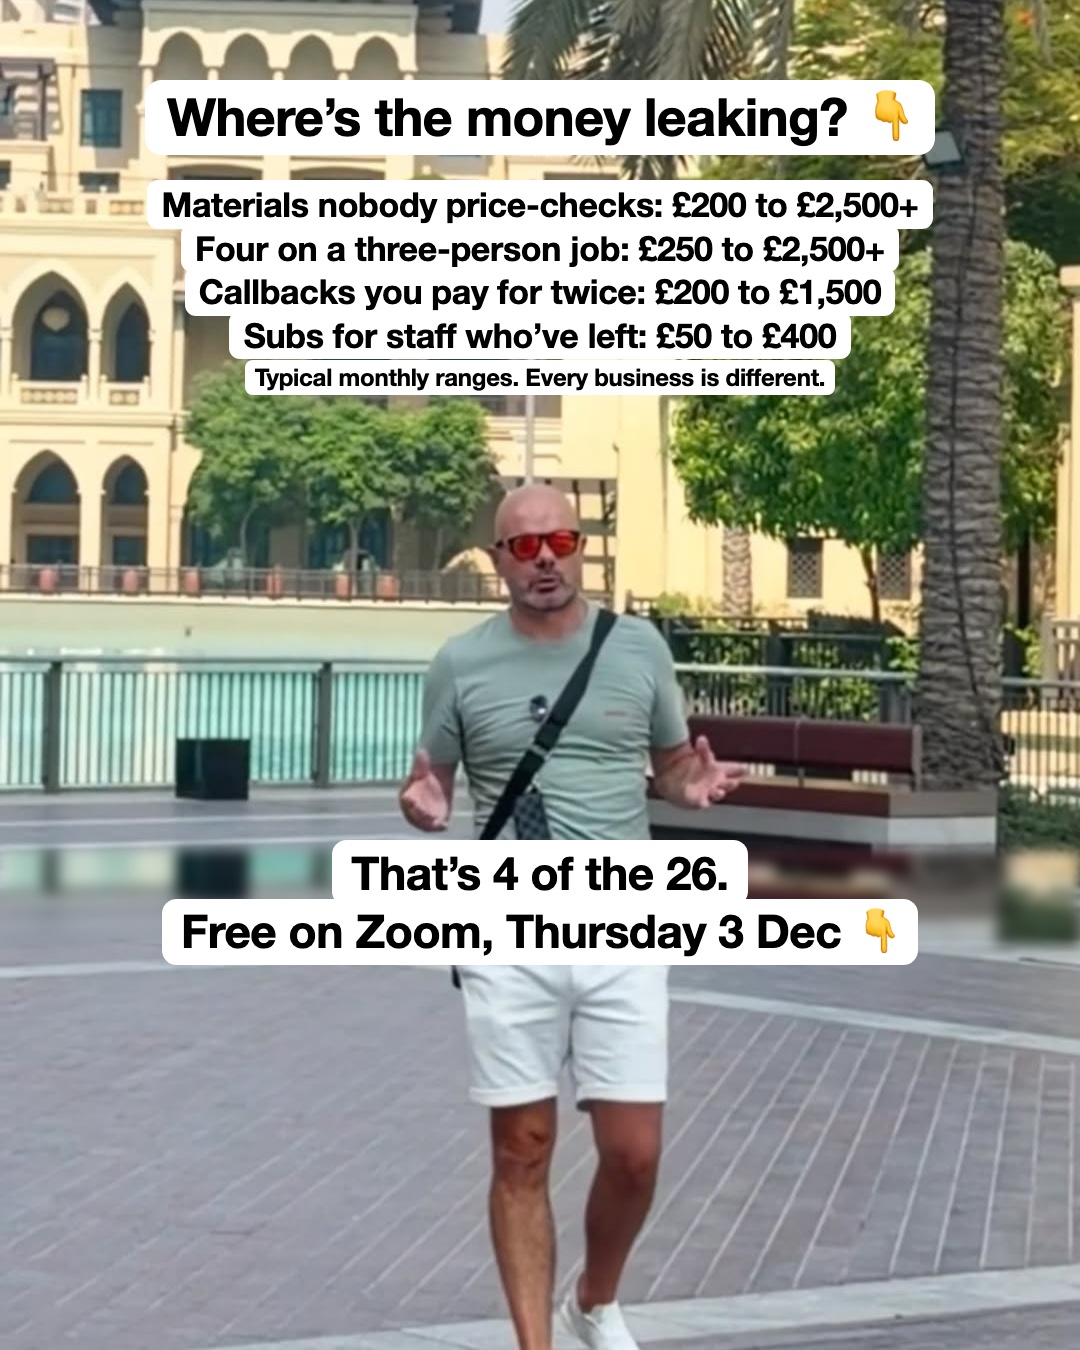 Where’s the money leaking? 👇
Materials nobody price-checks: £200 to £2,500+
Four on a three-person job: £250 to £2,500+
Callbacks you pay for twice: £200 to £1,500
Subs for staff who’ve left: £50 to £400
Typical monthly ranges. Every business is different.
That’s 4 of the 26.
Free on Zoom, Thursday 3 Dec 👇